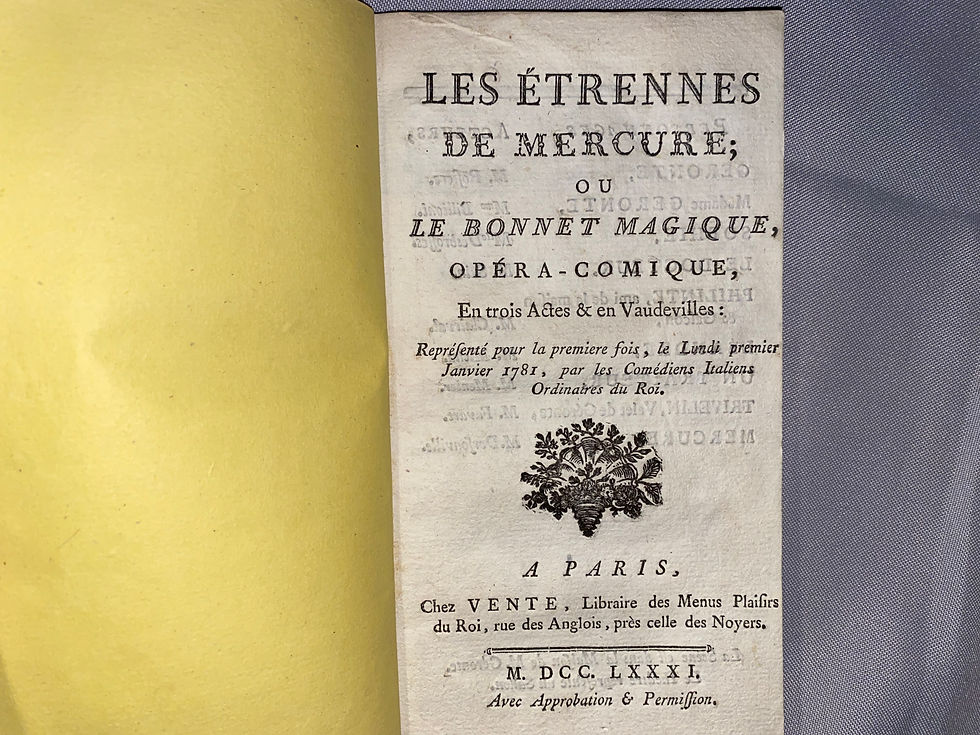 LES ÉTRENNES
DE MERCURE;
OU
LE BONNET MAGIQUE,
OPÉRA-COMIQUE,
En trois Actes & en Vaudevilles :
Repréſenté pour la premiere fois, le Lundi premier
Janvier 1781, par les Comédiens Italiens
Ordinaires du Roi.
A PARIS,
Chez VENTE, Libraire des Menus Plaiſirs
du Roi, rue des Anglois, près celle des Noyers.
M. DCC. LXXXI.
Avec Approbation & Permiſſion.